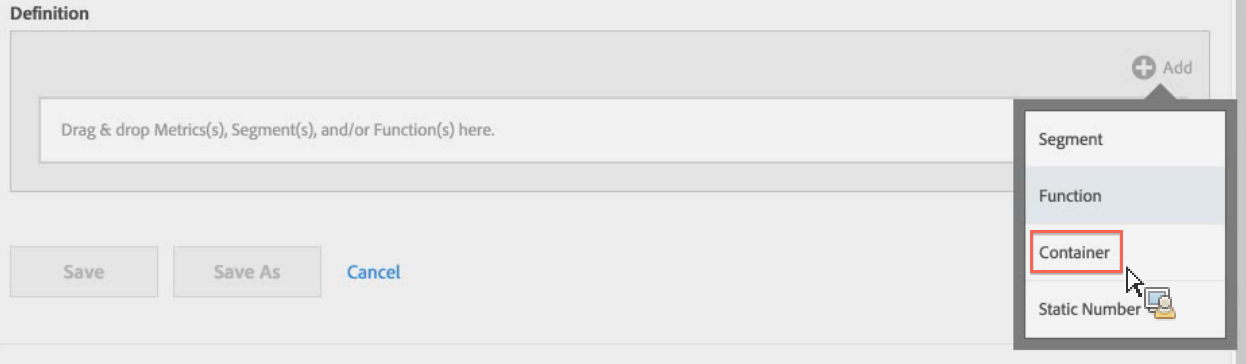 Definition
Add
Drag & drop Metrics(s), Segment(s), and/or Function(s) here.
Segment
Function
Container
Static Number
Save
Save As
Cancel